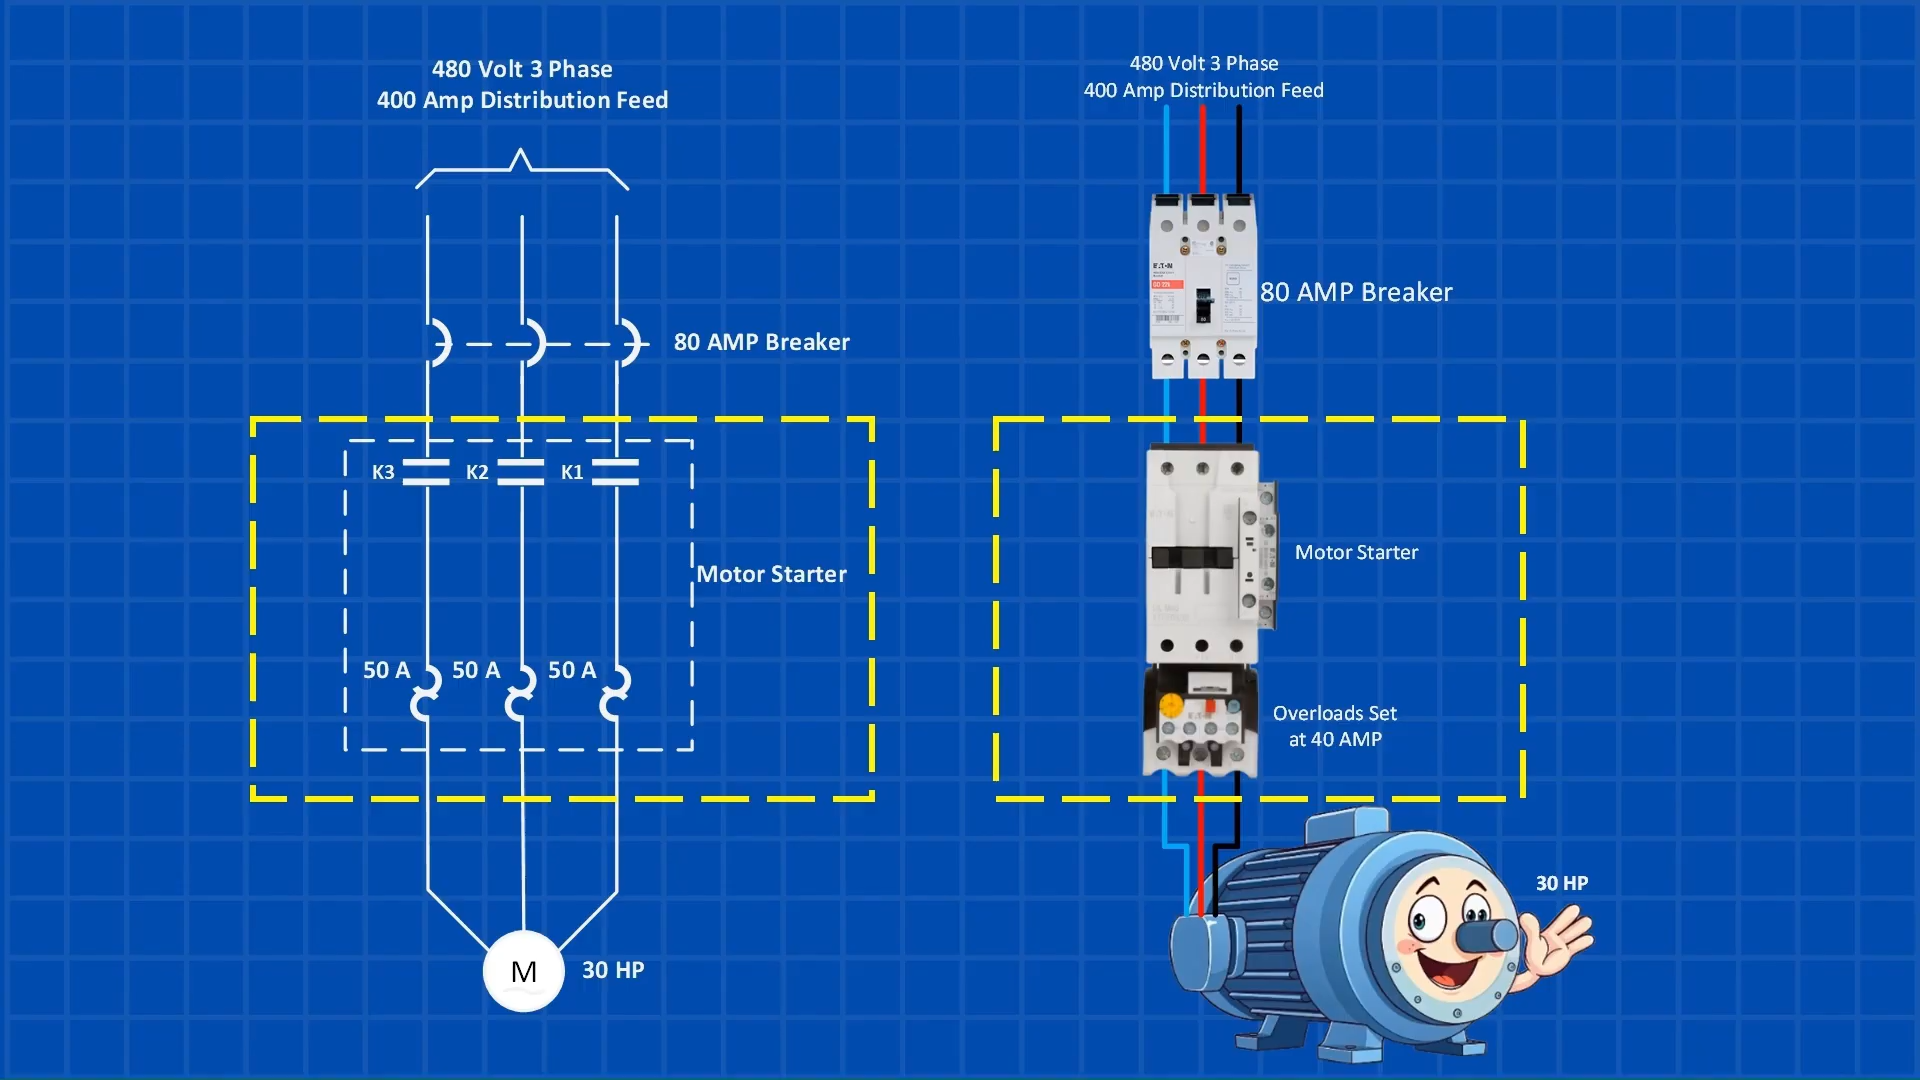 480 Volt 3 Phase
400 Amp Distribution Feed
80 AMP Breaker
K3
K2
K1
Motor Starter
50 A
50 A
50 A
M
30 HP
480 Volt 3 Phase
400 Amp Distribution Feed
80 AMP Breaker
Motor Starter
Overloads Set
at 40 AMP
30 HP